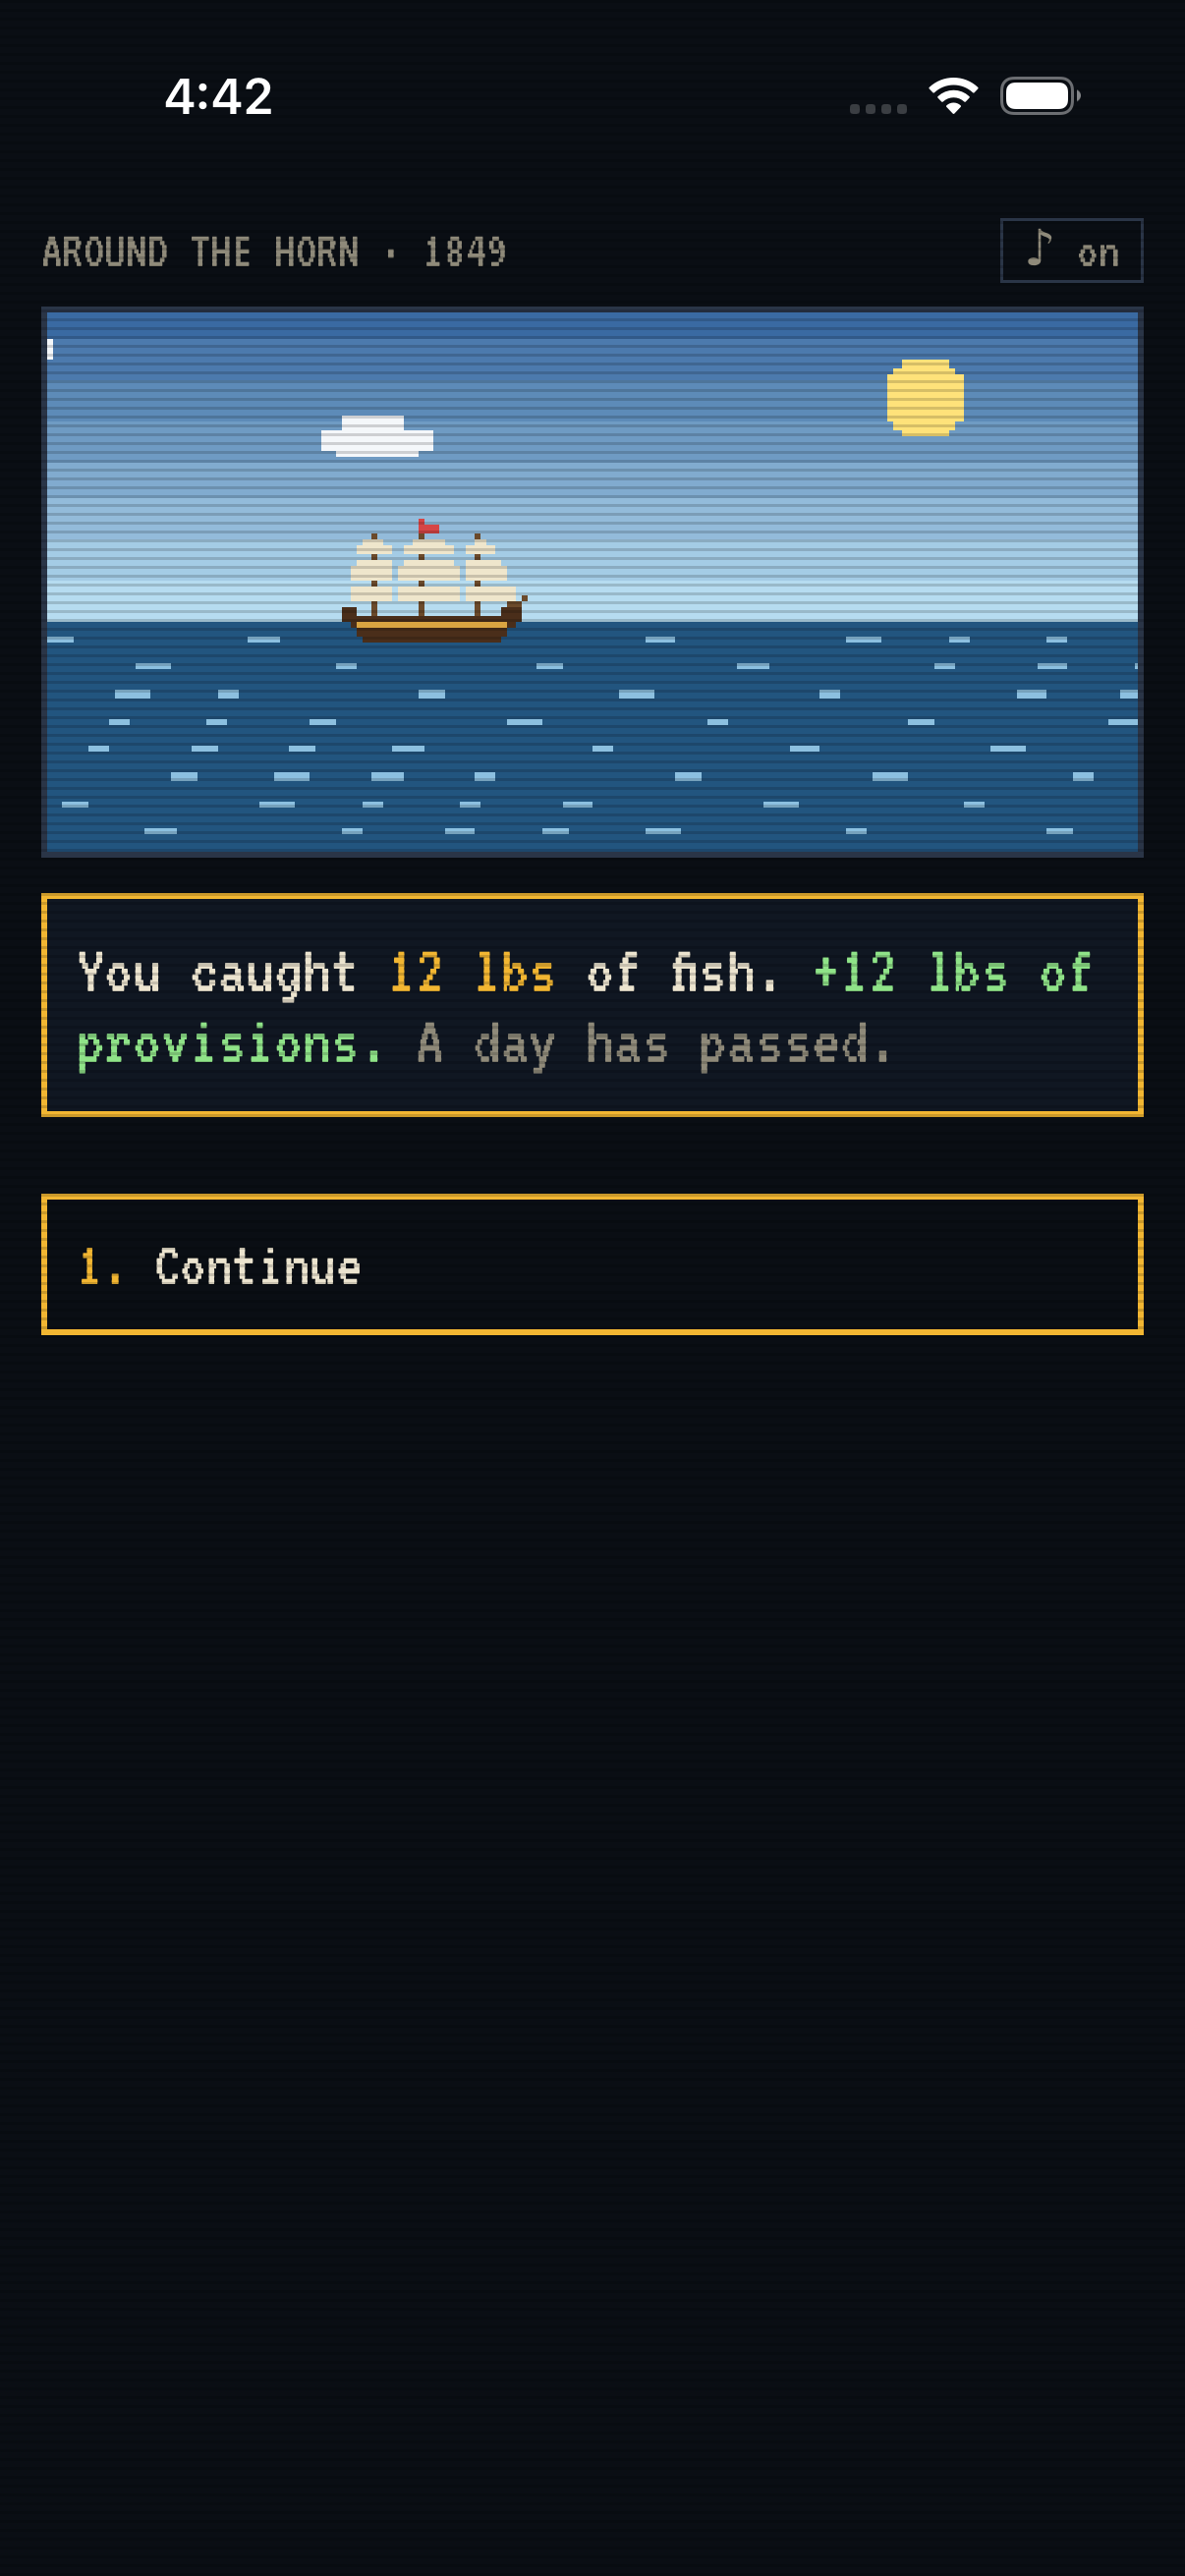 4:42
AROUND THE HORN · 1849
♪ on
You caught 12 lbs of fish. +12 lbs of
provisions. A day has passed.
1. Continue